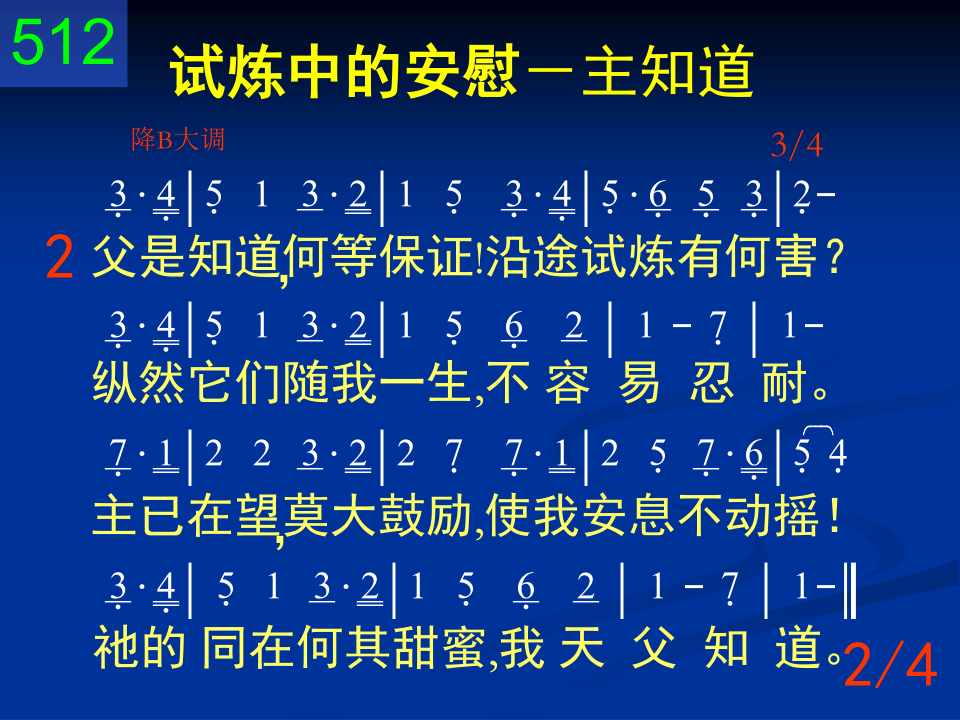 512
试炼中的安慰－主知道
降B大调 3/4
3·4|5 1 3·2|1 5 3·4|5·6 5 3|2-
2 父是知道,何等保证!沿途试炼有何害?
3·4|5 1 3·2|1 5 6 2|1-7|1-
纵然它们随我一生,不 容 易 忍 耐。
7·1|2 2 3·2|2 7 7·1|2 5 7·6|5 4
主已在望,莫大鼓励,使我安息不动摇!
3·4|5 1 3·2|1 5 6 2|1-7|1-‖
祂的 同在何其甜蜜,我 天 父 知 道。
2/4